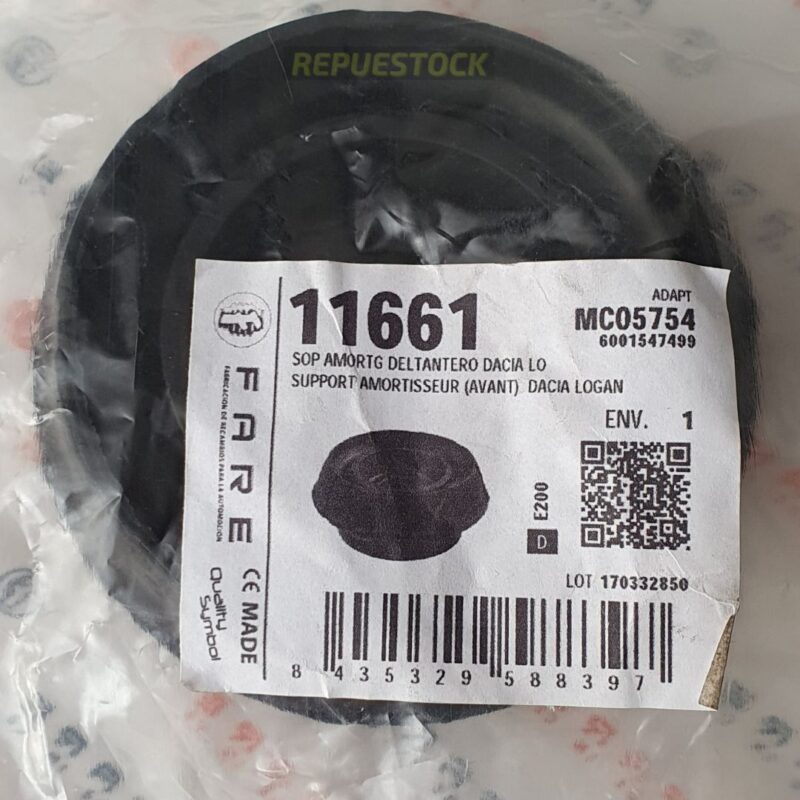 REPUESTOCK
11661
ADAPT
MC05754
6001547499
SOP AMORTG DELTANTERO DACIA LO
SUPPORT AMORTISSEUR (AVANT) DACIA LOGAN
ENV. 1
FARE
FABRICACION DE RECAMBIOS PARA LA AUTOMOCION
E200
D
LOT 170332850
CE MADE
Quality
Symbol
8 435329 588397